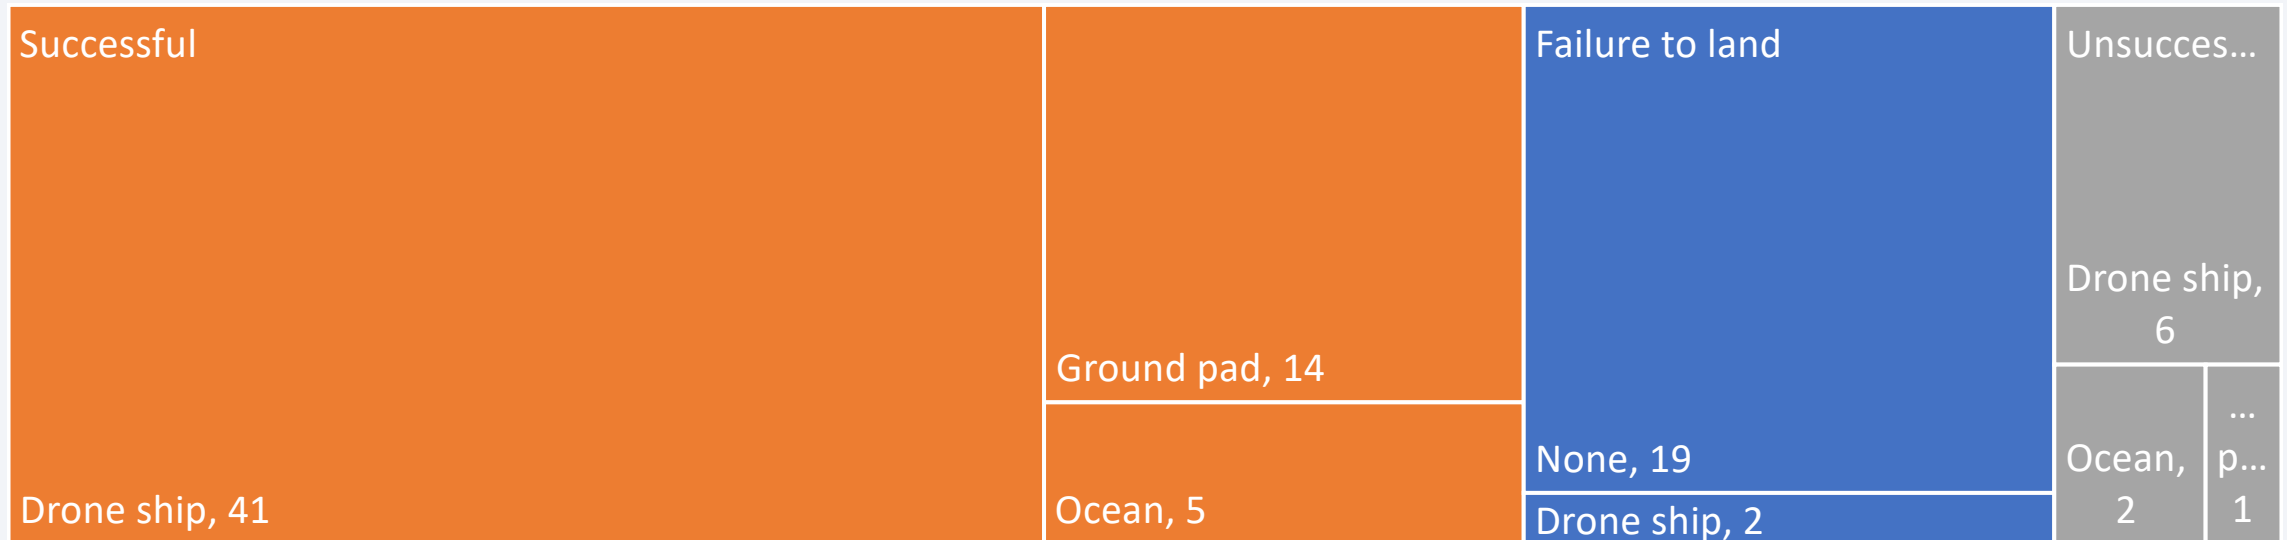 Successful
Drone ship, 41
Ground pad, 14
Ocean, 5
Failure to land
None, 19
Drone ship, 2
Unsucces...
Drone ship,
6
Ocean,
2
...
p...
1